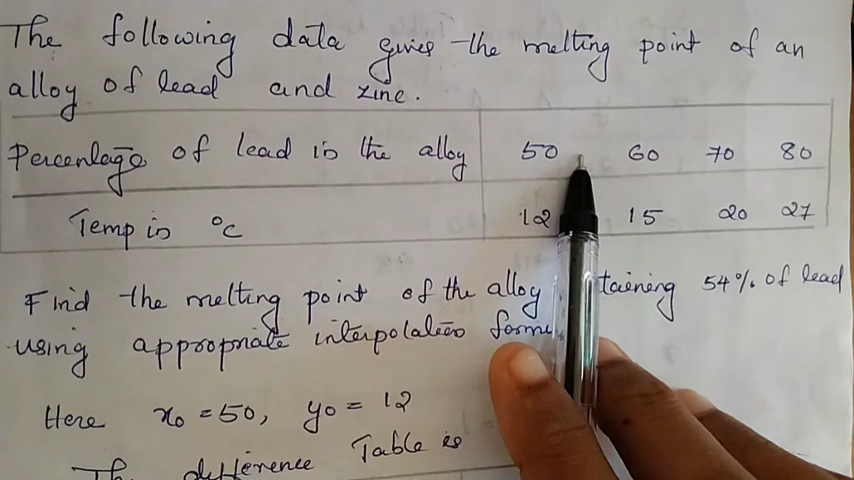 The following data gives the melting point of an
alloy of lead and zinc.
Percentage of lead in the alloy 50 60 70 80
Temp in °C 12 15 20 27
Find the melting point of the alloy taining 54% of lead
using appropriate interpolation formu
Here x0 = 50, y0 = 12
The difference Table is